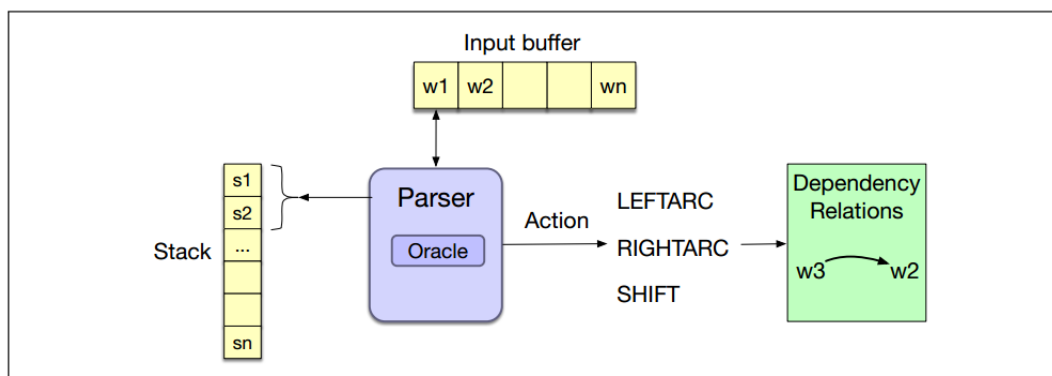 Input buffer
w1 w2 wn
s1
s2
...
sn
Stack
Parser
Oracle
Action
LEFTARC
RIGHTARC
SHIFT
Dependency
Relations
w3 w2